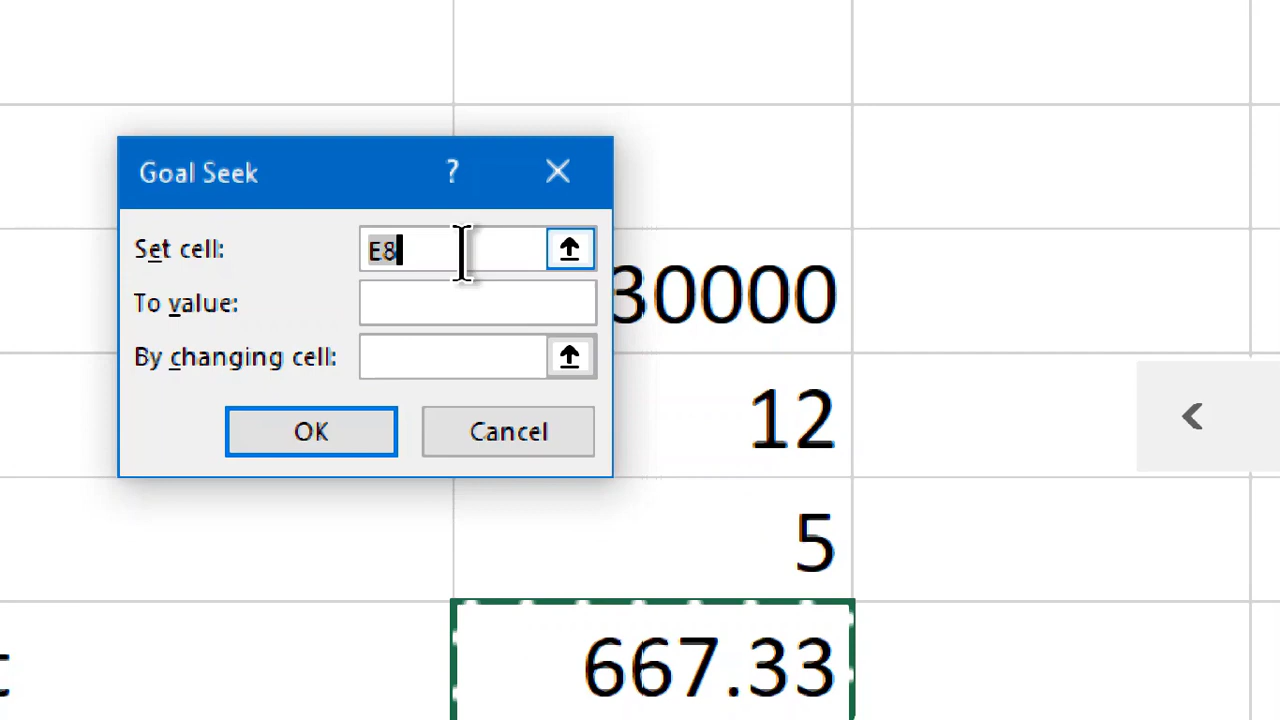 Goal Seek ?
Set cell: E8
To value:
By changing cell:
OK Cancel
30000
12
5
t 667.33